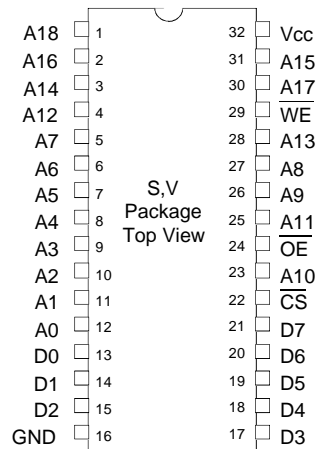 A18 1 32 Vcc
A16 2 31 A15
A14 3 30 A17
A12 4 29 WE
A7 5 28 A13
A6 6 27 A8
A5 7 S,V 26 A9
A4 8 Package 25 A11
A3 9 Top View 24 OE
A2 10 23 A10
A1 11 22 CS
A0 12 21 D7
D0 13 20 D6
D1 14 19 D5
D2 15 18 D4
GND 16 17 D3